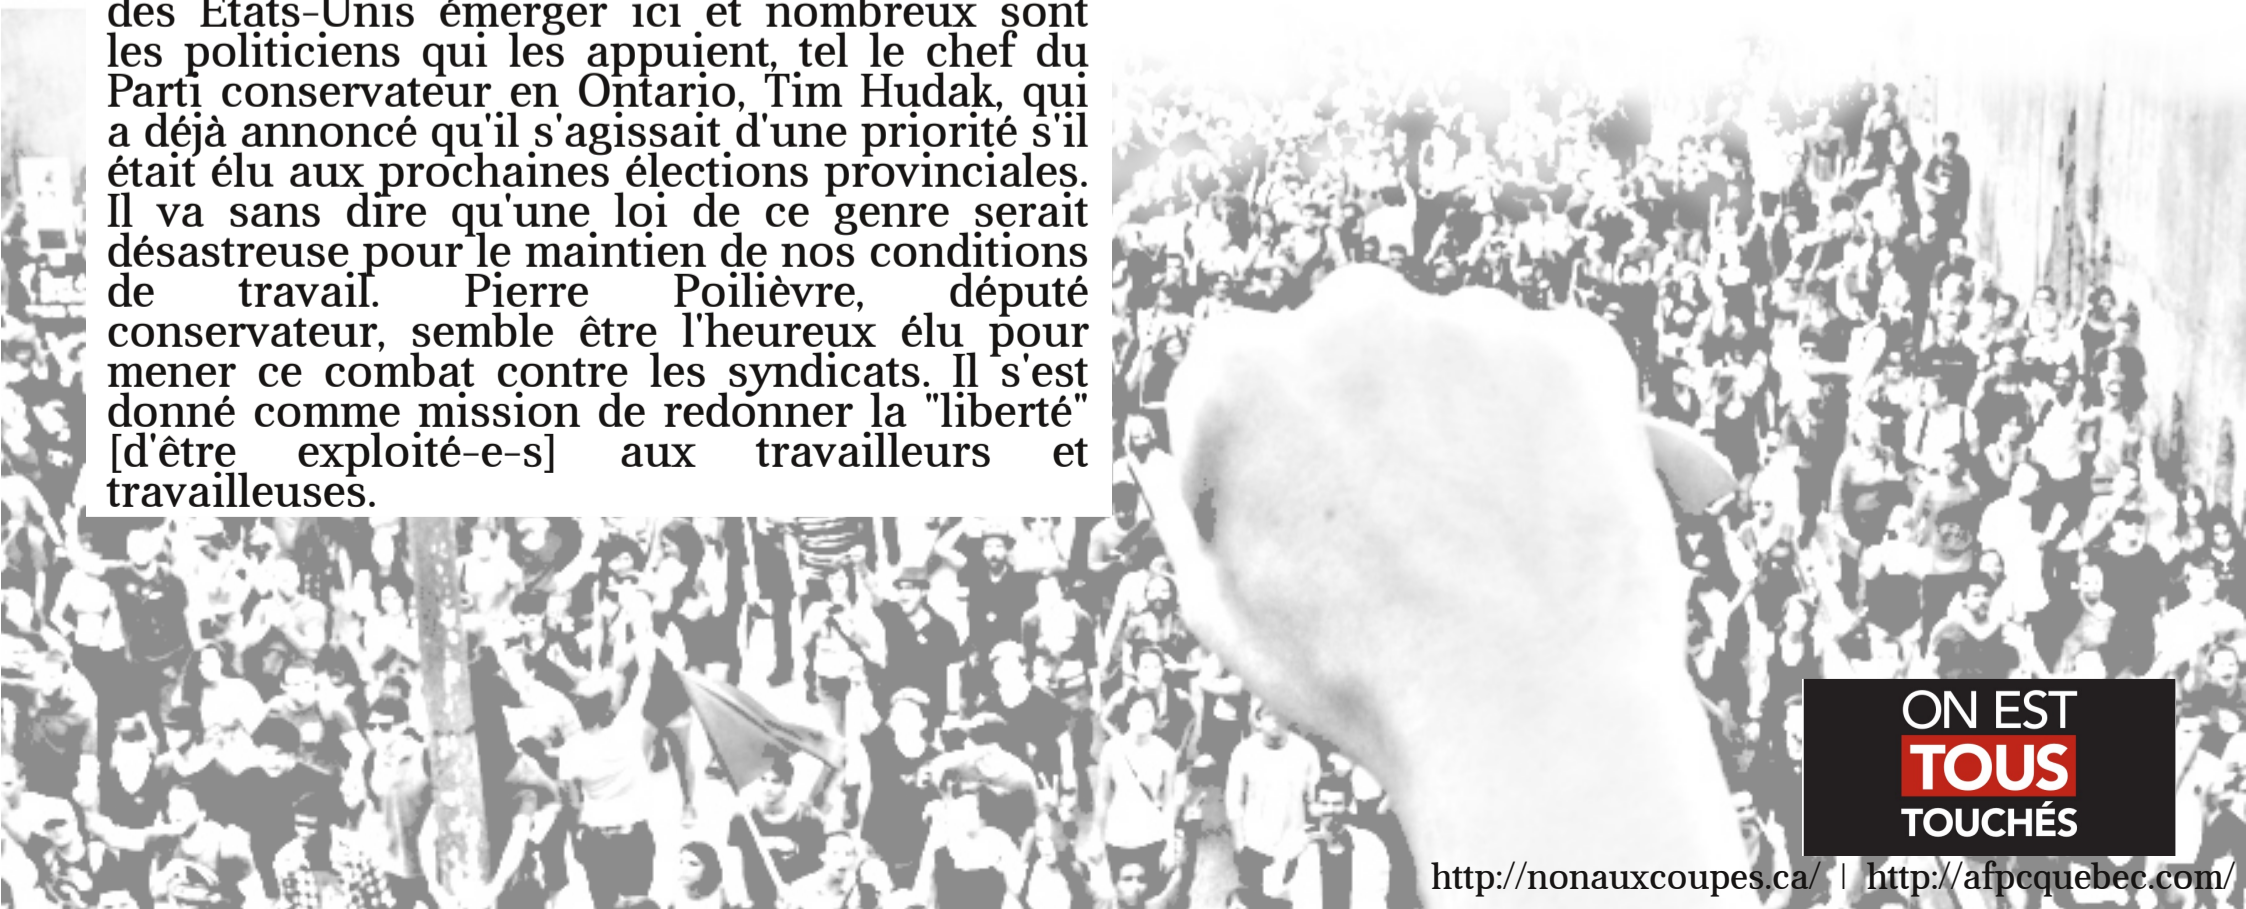 des États-Unis émerger ici et nombreux sont
les politiciens qui les appuient, tel le chef du
Parti conservateur en Ontario, Tim Hudak, qui
a déjà annoncé qu'il s'agissait d'une priorité s'il
était élu aux prochaines élections provinciales.
Il va sans dire qu'une loi de ce genre serait
désastreuse pour le maintien de nos conditions
de travail. Pierre Poilièvre, député
conservateur, semble être l'heureux élu pour
mener ce combat contre les syndicats. Il s'est
donné comme mission de redonner la "liberté"
[d'être exploité-e-s] aux travailleurs et
travailleuses.
ON EST
TOUS
TOUCHÉS
http://nonauxcoupes.ca/ | http://afpcquebec.com/